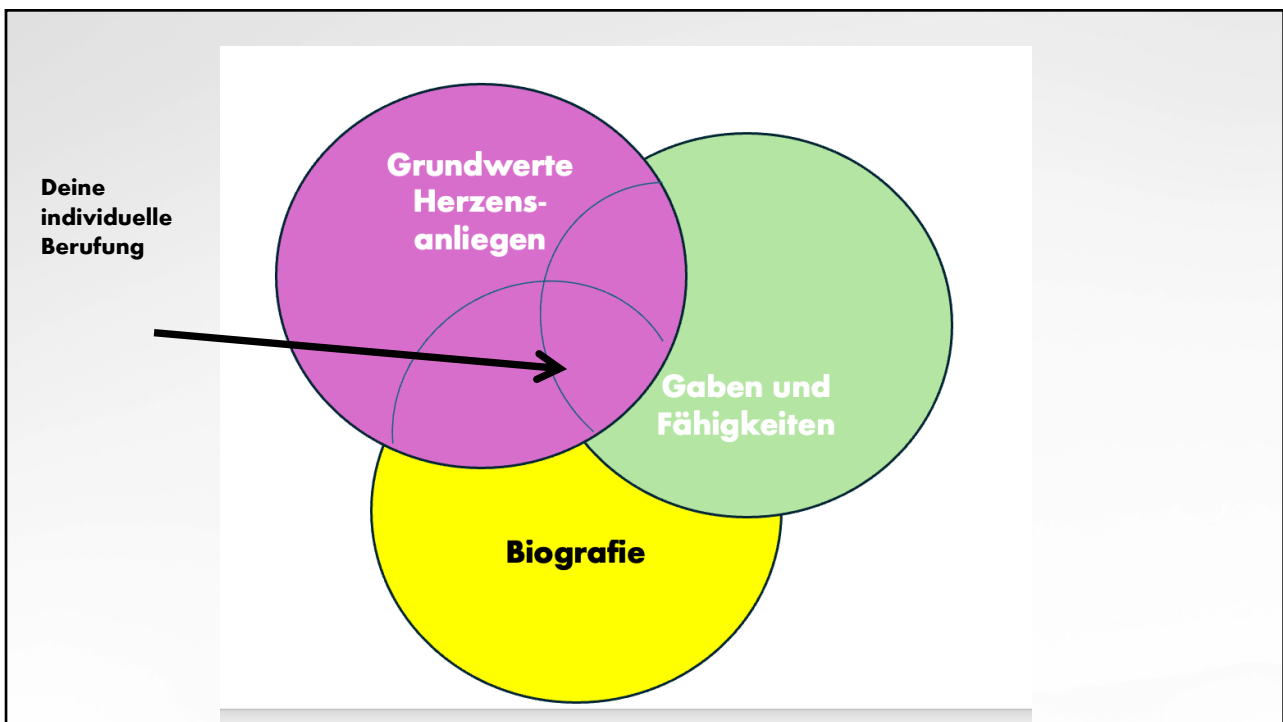 Deine
individuelle
Berufung
Grundwerte
Herzens-
anliegen
Gaben und
Fähigkeiten
Biografie